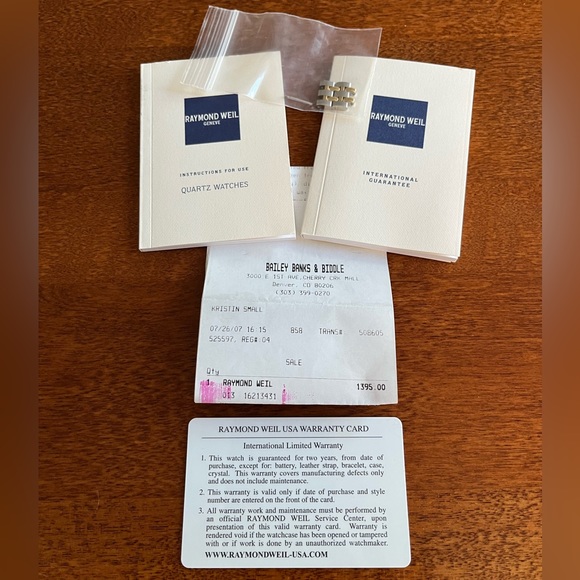 RAYMOND WEIL
GENEVE
INSTRUCTIONS FOR USE
QUARTZ WATCHES
RAYMOND WEIL
GENEVE
INTERNATIONAL
GUARANTEE
BAILEY BANKS & BIDDLE
3000 E 1ST AVE, CHERRY CRK MALL
Denver, CO 80206
(303) 399-0270
KRISTIN SMALL
07/26/07 16 15 858 TRANS# 508605
525597, REG# 04
SALE
Qty
1 RAYMOND WEIL 1395.00
013 16213431
RAYMOND WEIL USA WARRANTY CARD
International Limited Warranty
1. This watch is guaranteed for two years, from date of
purchase, except for: battery, leather strap, bracelet, case,
crystal. This warranty covers manufacturing defects only
and does not include maintenance.
2. This warranty is valid only if date of purchase and style
number are entered on the front of the card.
3. All warranty work and maintenance must be performed by
an official RAYMOND WEIL Service Center, upon
presentation of this valid warranty card. Warranty is
rendered void if the watchcase has been opened or tampered
with or if work is done by an unauthorized watchmaker.
WWW.RAYMONDWEIL-USA.COM